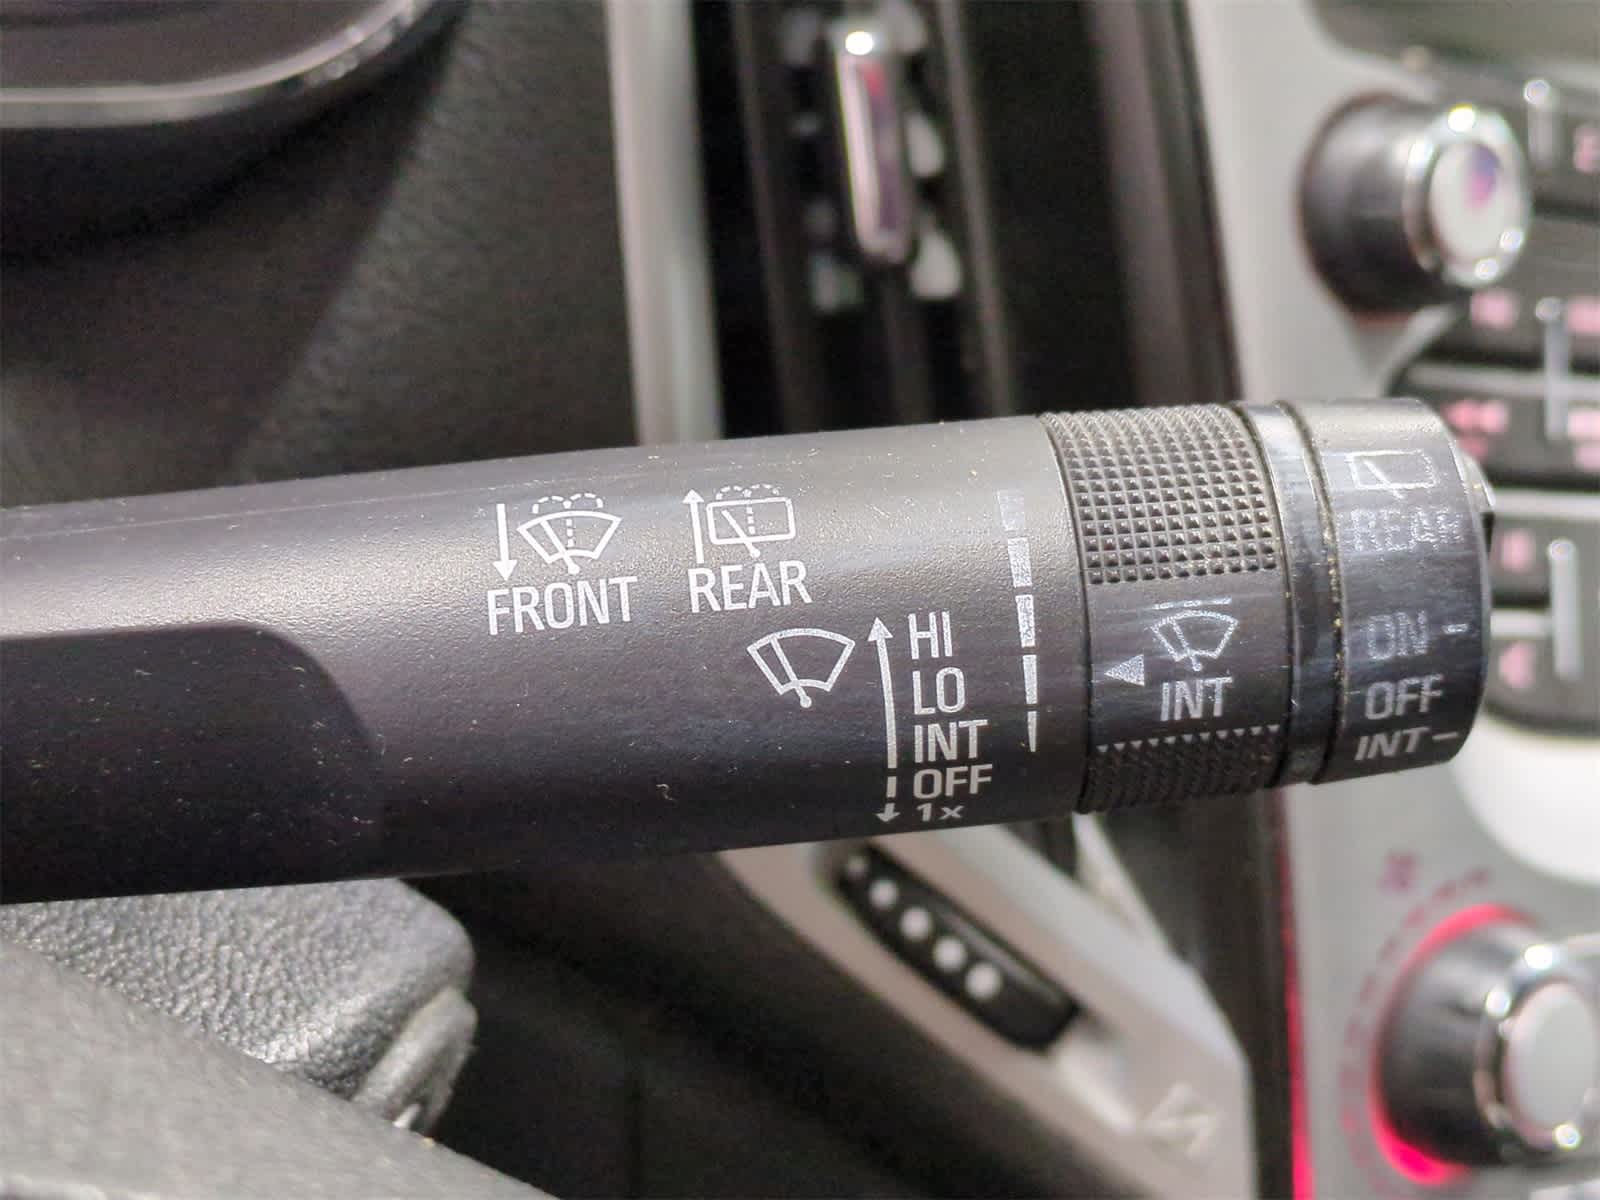 FRONT
REAR
HI
LO
INT
OFF
1x
INT
REAR
ON -
OFF
INT -